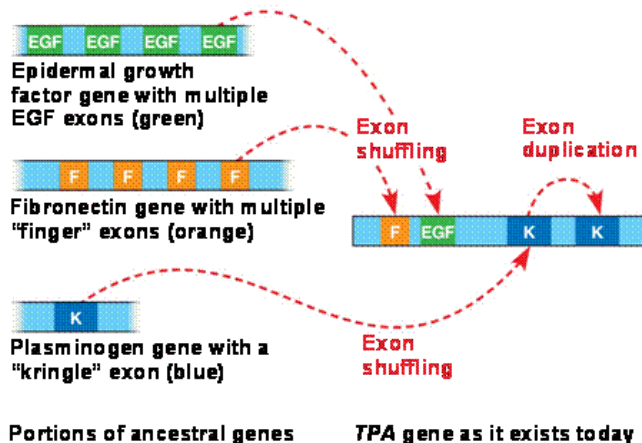 EGF EGF EGF EGF
Epidermal growth
factor gene with multiple
EGF exons (green)
Exon
shuffling
Exon
duplication
F F F F
Fibronectin gene with multiple
“finger” exons (orange)
F EGF K K
K
Plasminogen gene with a
“kringle” exon (blue)
Exon
shuffling
Portions of ancestral genes
TPA gene as it exists today